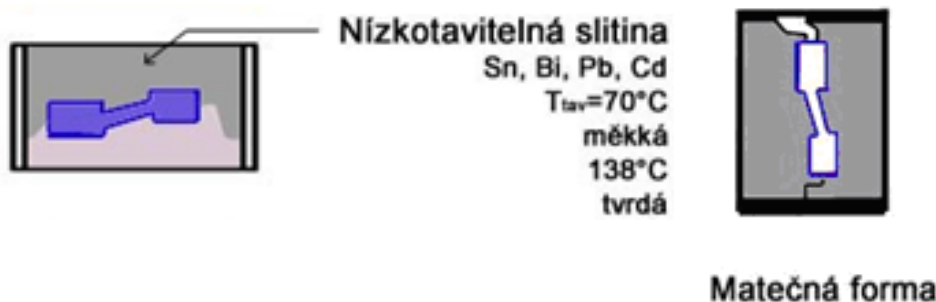 Nízkotavitelná slitina
Sn, Bi, Pb, Cd
Ttav=70°C
měkká
138°C
tvrdá
Matečná forma